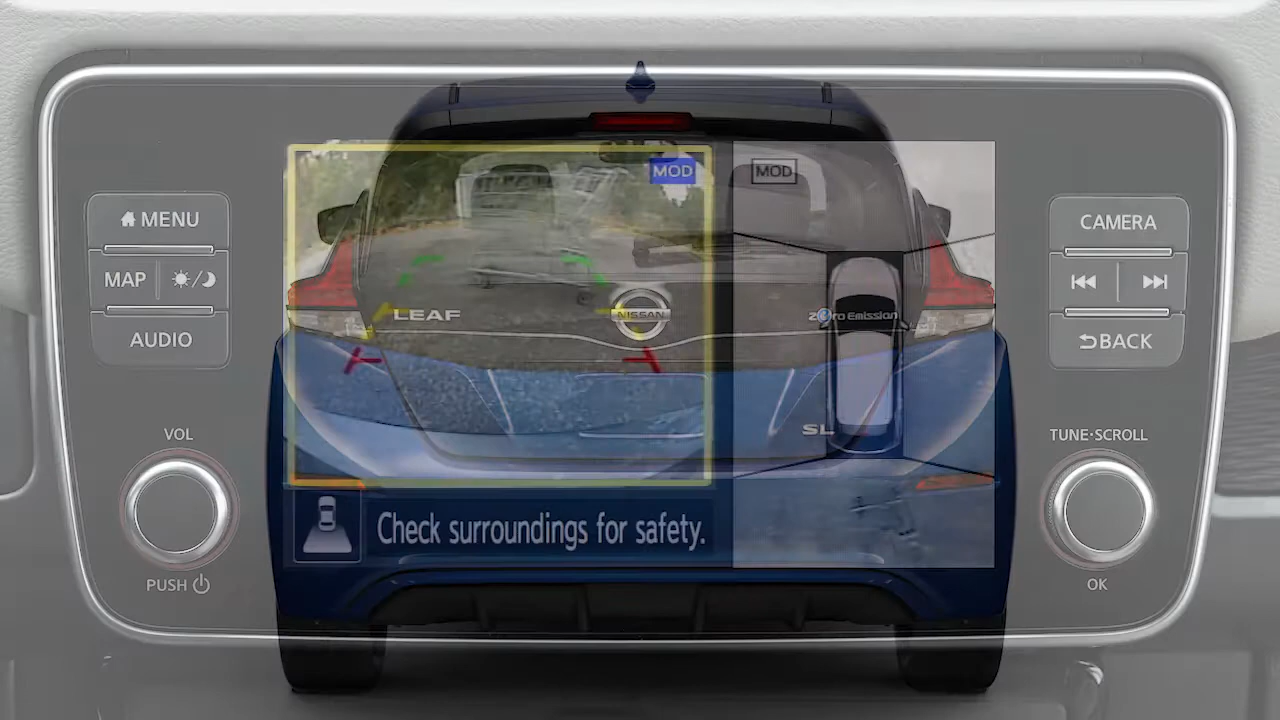 MOD
MOD
MENU
MAP
AUDIO
CAMERA
BACK
LEAF
NISSAN
Zero Emission
SL
VOL
TUNE·SCROLL
Check surroundings for safety.
PUSH
OK